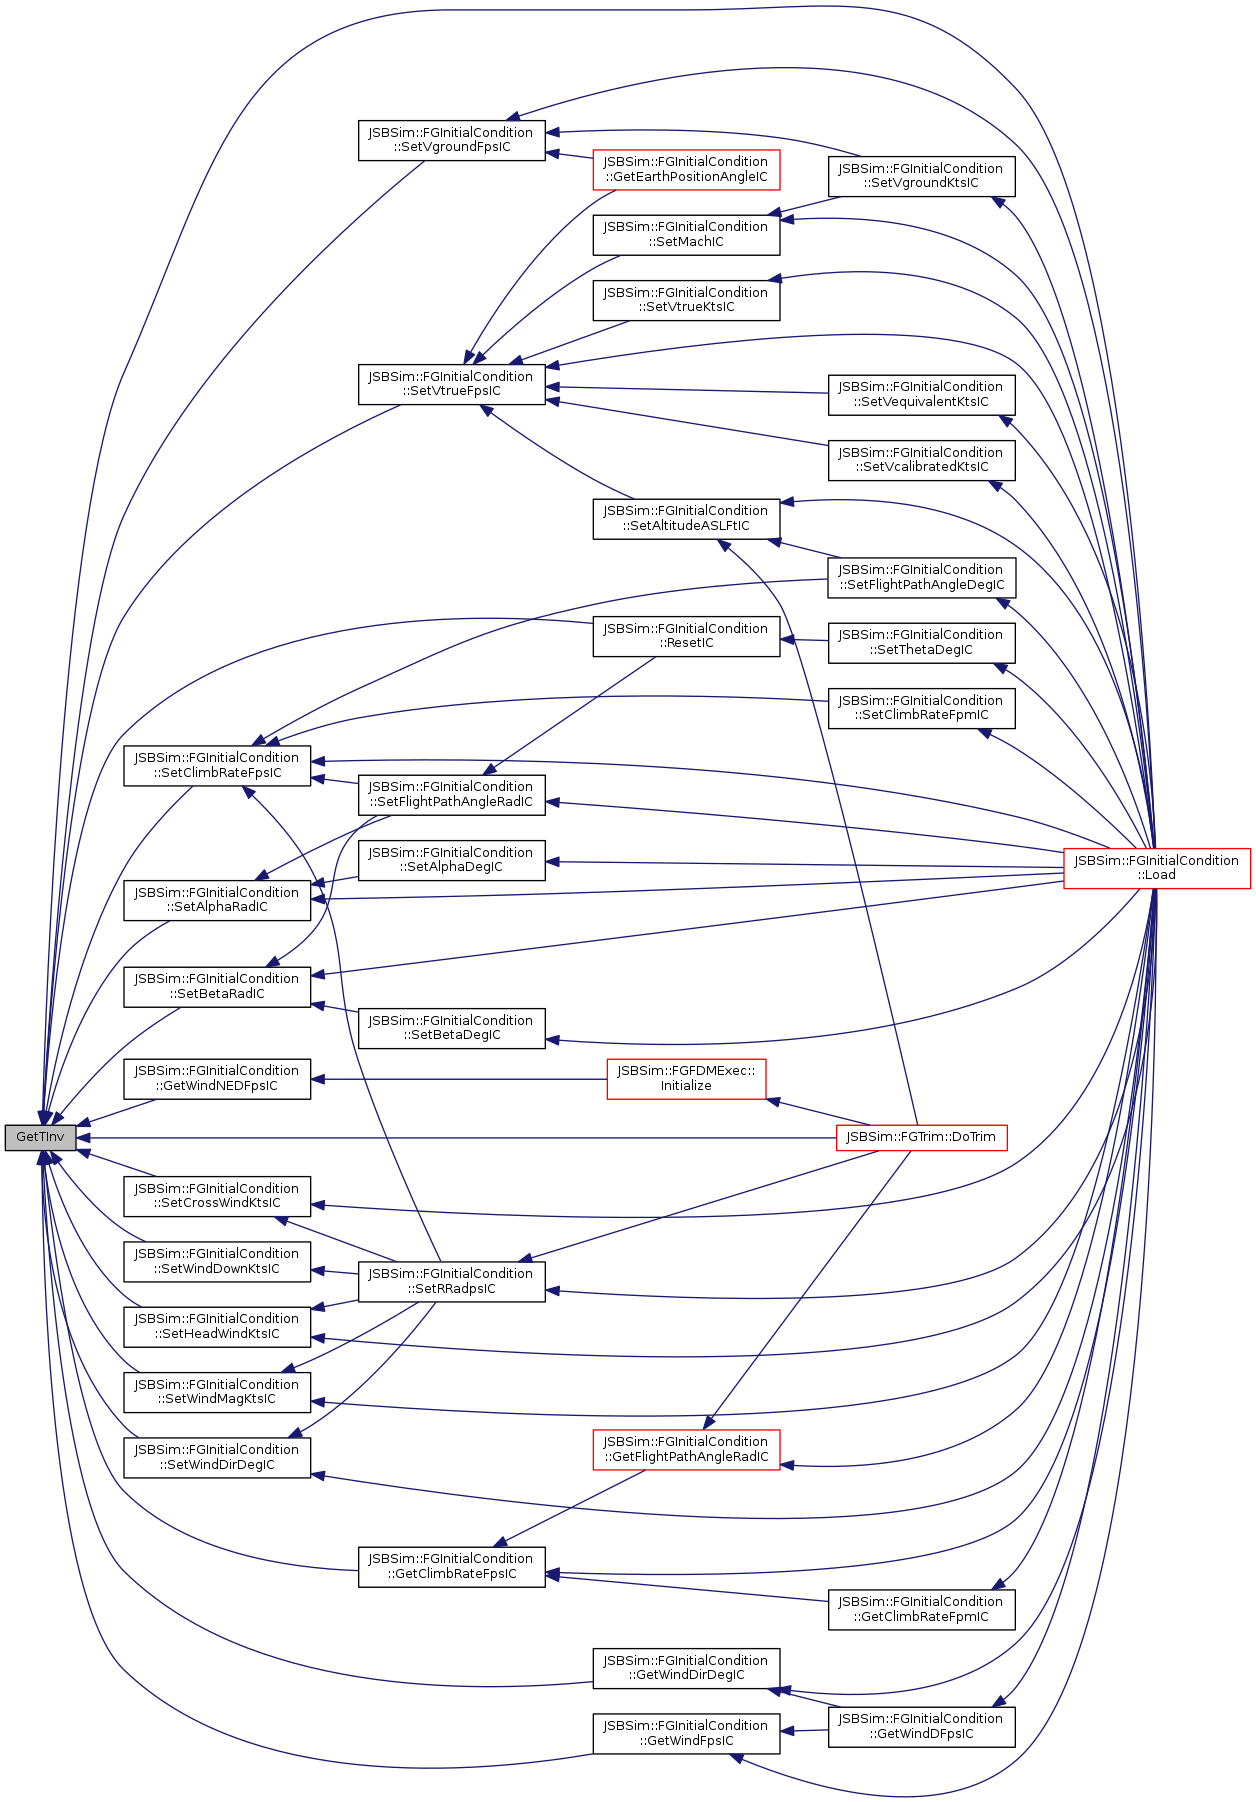 JSBSim::FGInitialCondition
::SetVgroundFpsIC
JSBSim::FGInitialCondition
::GetEarthPositionAngleIC
JSBSim::FGInitialCondition
::SetVgroundKtsIC
JSBSim::FGInitialCondition
::SetMachIC
JSBSim::FGInitialCondition
::SetVtrueKtsIC
JSBSim::FGInitialCondition
::SetVtrueFpsIC
JSBSim::FGInitialCondition
::SetVequivalentKtsIC
JSBSim::FGInitialCondition
::SetVcalibratedKtsIC
JSBSim::FGInitialCondition
::SetAltitudeASLFtIC
JSBSim::FGInitialCondition
::SetFlightPathAngleDegIC
JSBSim::FGInitialCondition
::ResetIC
JSBSim::FGInitialCondition
::SetThetaDegIC
JSBSim::FGInitialCondition
::SetClimbRateFpmIC
JSBSim::FGInitialCondition
::SetClimbRateFpsIC
JSBSim::FGInitialCondition
::SetFlightPathAngleRadIC
JSBSim::FGInitialCondition
::SetAlphaDegIC
JSBSim::FGInitialCondition
::Load
JSBSim::FGInitialCondition
::SetAlphaRadIC
JSBSim::FGInitialCondition
::SetBetaRadIC
JSBSim::FGInitialCondition
::SetBetaDegIC
JSBSim::FGInitialCondition
::GetWindNEDFpsIC
JSBSim::FGFDMExec::
Initialize
GetTInv
JSBSim::FGTrim::DoTrim
JSBSim::FGInitialCondition
::SetCrossWindKtsIC
JSBSim::FGInitialCondition
::SetWindDownKtsIC
JSBSim::FGInitialCondition
::SetRRadpsIC
JSBSim::FGInitialCondition
::SetHeadWindKtsIC
JSBSim::FGInitialCondition
::SetWindMagKtsIC
JSBSim::FGInitialCondition
::SetWindDirDegIC
JSBSim::FGInitialCondition
::GetFlightPathAngleRadIC
JSBSim::FGInitialCondition
::GetClimbRateFpsIC
JSBSim::FGInitialCondition
::GetClimbRateFpmIC
JSBSim::FGInitialCondition
::GetWindDirDegIC
JSBSim::FGInitialCondition
::GetWindFpsIC
JSBSim::FGInitialCondition
::GetWindDFpsIC